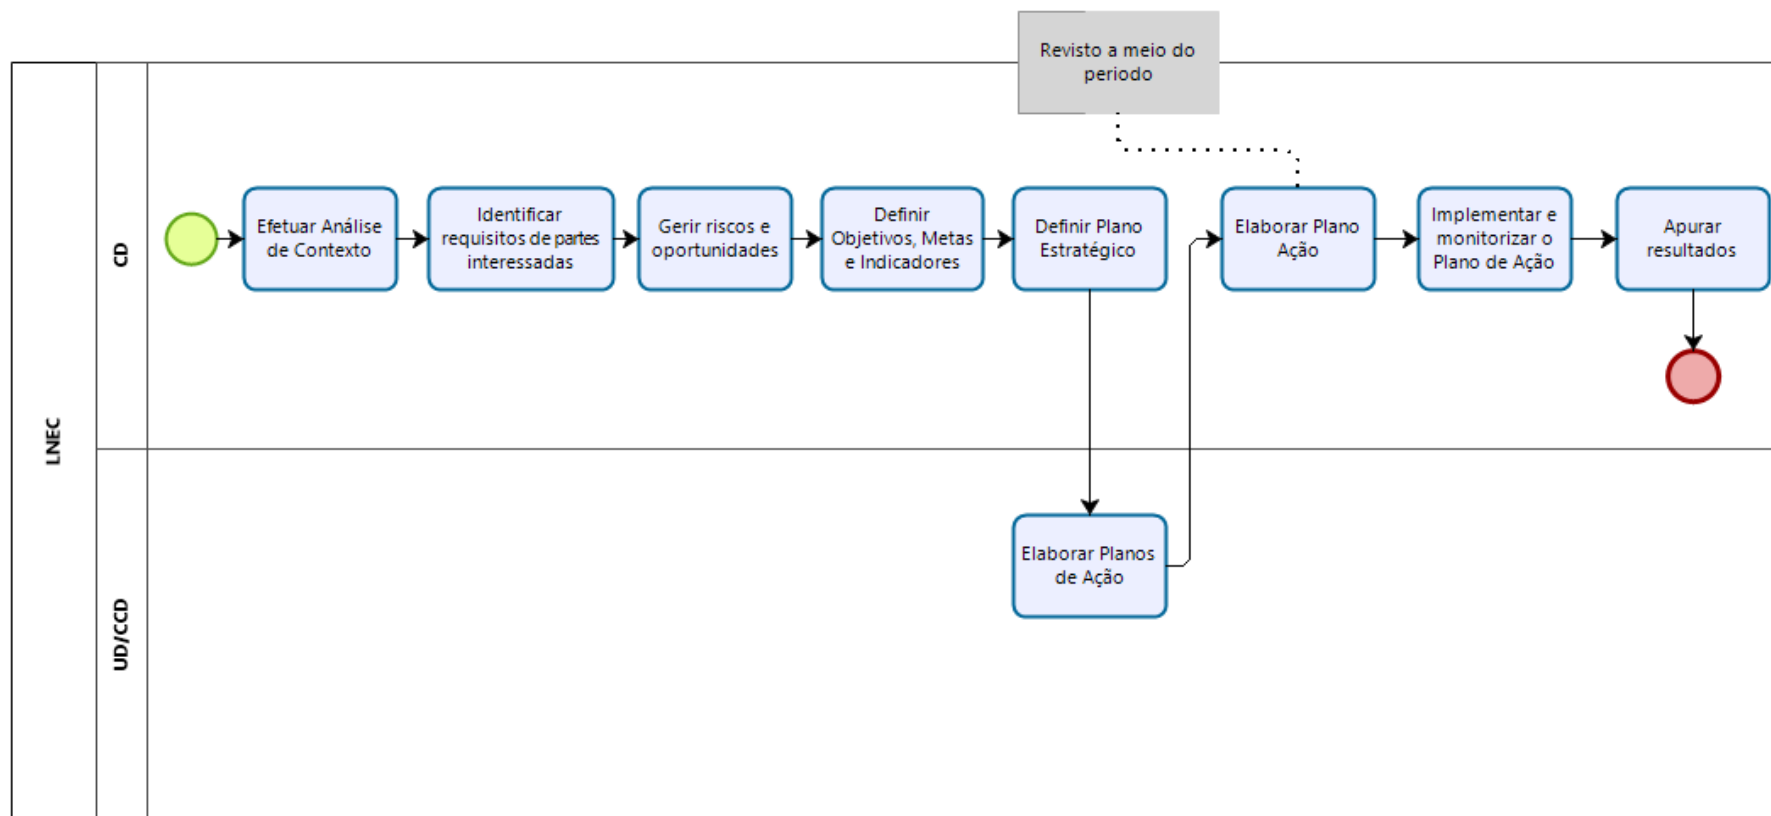 Revisto a meio do
periodo
LNEC
CD
Efetuar Análise
de Contexto
Identificar
requisitos de partes
interessadas
Gerir riscos e
oportunidades
Definir
Objetivos, Metas
e Indicadores
Definir Plano
Estratégico
Elaborar Plano
Ação
Implementar e
monitorizar o
Plano de Ação
Apurar
resultados
UD/CCD
Elaborar Planos
de Ação